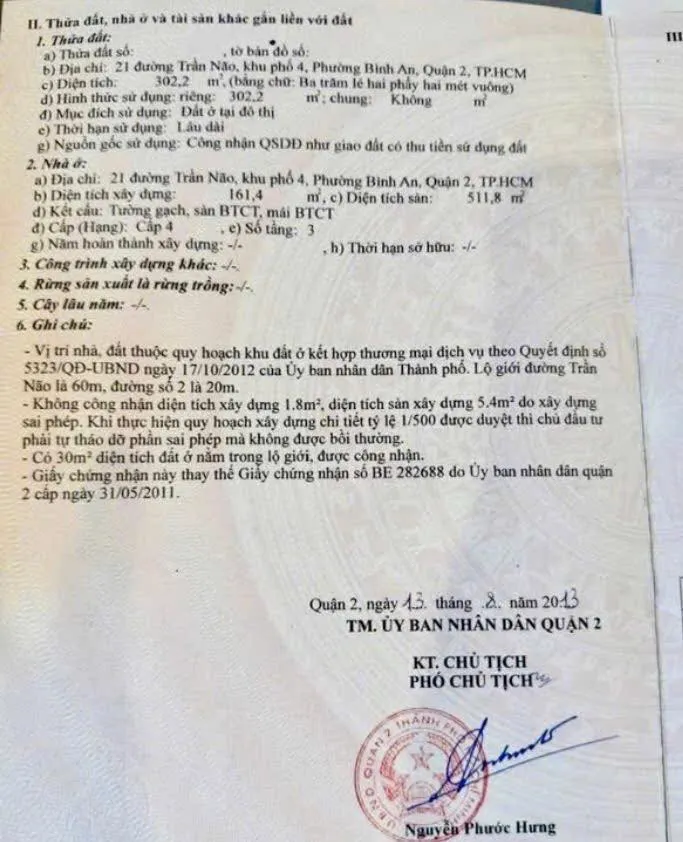 II. Thửa đất, nhà ở và tài sản khác gắn liền với đất
III
1. Thửa đất:
a) Thửa đất số: , tờ bản đồ số:
b) Địa chỉ: 21 đường Trần Não, khu phố 4, Phường Bình An, Quận 2, TP.HCM
c) Diện tích: 302,2 m², (bằng chữ: Ba trăm lẻ hai phẩy hai mét vuông)
d) Hình thức sử dụng: riêng: 302,2 m²; chung: Không m²
đ) Mục đích sử dụng: Đất ở tại đô thị
e) Thời hạn sử dụng: Lâu dài
g) Nguồn gốc sử dụng: Công nhận QSDĐ như giao đất có thu tiền sử dụng đất
2. Nhà ở:
a) Địa chỉ: 21 đường Trần Não, khu phố 4, Phường Bình An, Quận 2, TP.HCM
b) Diện tích xây dựng: 161,4 m², c) Diện tích sàn: 511,8 m²
d) Kết cấu: Tường gạch, sàn BTCT, mái BTCT
đ) Cấp (Hạng): Cấp 4 , e) Số tầng: 3
g) Năm hoàn thành xây dựng: -/- , h) Thời hạn sở hữu: -/-
3. Công trình xây dựng khác: -/-.
4. Rừng sản xuất là rừng trồng: -/-.
5. Cây lâu năm: -/-.
6. Ghi chú:
- Vị trí nhà, đất thuộc quy hoạch khu đất ở kết hợp thương mại dịch vụ theo Quyết định số
5323/QĐ-UBND ngày 17/10/2012 của Ủy ban nhân dân Thành phố. Lộ giới đường Trần
Não là 60m, đường số 2 là 20m.
- Không công nhận diện tích xây dựng 1.8m², diện tích sàn xây dựng 5.4m² do xây dựng
sai phép. Khi thực hiện quy hoạch xây dựng chi tiết tỷ lệ 1/500 được duyệt thì chủ đầu tư
phải tự tháo dỡ phần sai phép mà không được bồi thường.
- Có 30m² diện tích đất ở nằm trong lộ giới, được công nhận.
- Giấy chứng nhận này thay thế Giấy chứng nhận số BE 282688 do Ủy ban nhân dân quận
2 cấp ngày 31/05/2011.
Quận 2, ngày 13 tháng .8. năm 2013
TM. ỦY BAN NHÂN DÂN QUẬN 2
KT. CHỦ TỊCH
PHÓ CHỦ TỊCH
U.B.N.D QUẬN 2 THÀNH PHỐ
Nguyễn Phước Hưng